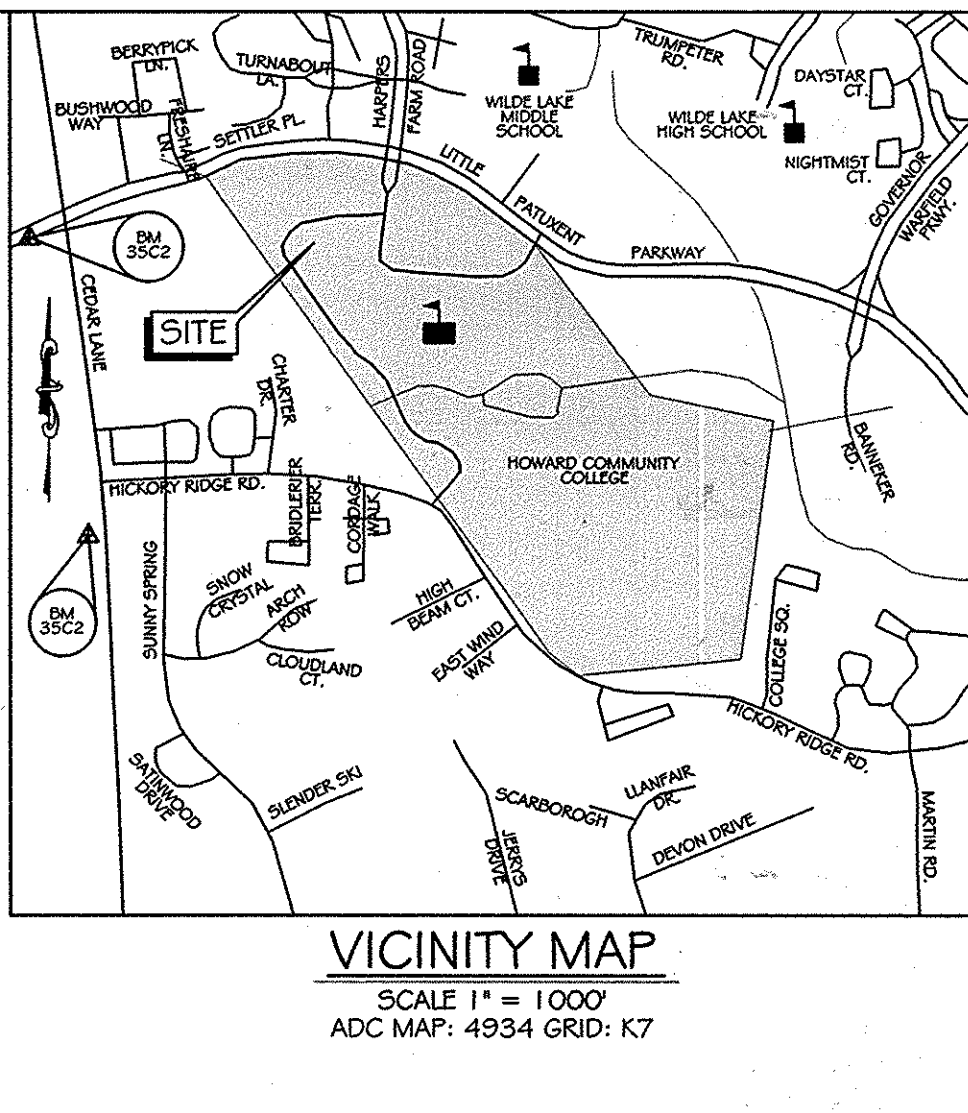 BERRYPICK
LN.
TURNABOUT
LA.
HARPERS
FARM ROAD
TRUMPETER
RD.
DAYSTAR
CT.
BUSHWOOD
WAY
FRESHAIRE
LN.
SETTLER PL.
WILDE LAKE
MIDDLE
SCHOOL
WILDE LAKE
HIGH SCHOOL
NIGHTMIST
CT.
GOVERNOR
WARFIELD
PKWY.
LITTLE
PATUXENT
PARKWAY
BM
35C2
CEDAR LANE
SITE
CHARTER
DR.
HICKORY RIDGE RD.
BRIDLERIER
TERR.
CORDAGE
WALK
HOWARD COMMUNITY
COLLEGE
BANNEKER
RD.
BM
35C2
SUNNY SPRING
SNOW
CRYSTAL
ARCH
ROW
CLOUDLAND
CT.
HIGH
BEAM CT.
EAST WIND
WAY
COLLEGE SQ.
HICKORY RIDGE RD.
SATINWOOD
DRIVE
SLENDER SKI
JERRYS
DRIVE
SCARBOROGH
LLANFAIR
DR.
DEVON DRIVE
MARTIN RD.
VICINITY MAP
SCALE 1" = 1000'
ADC MAP: 4934 GRID: K7